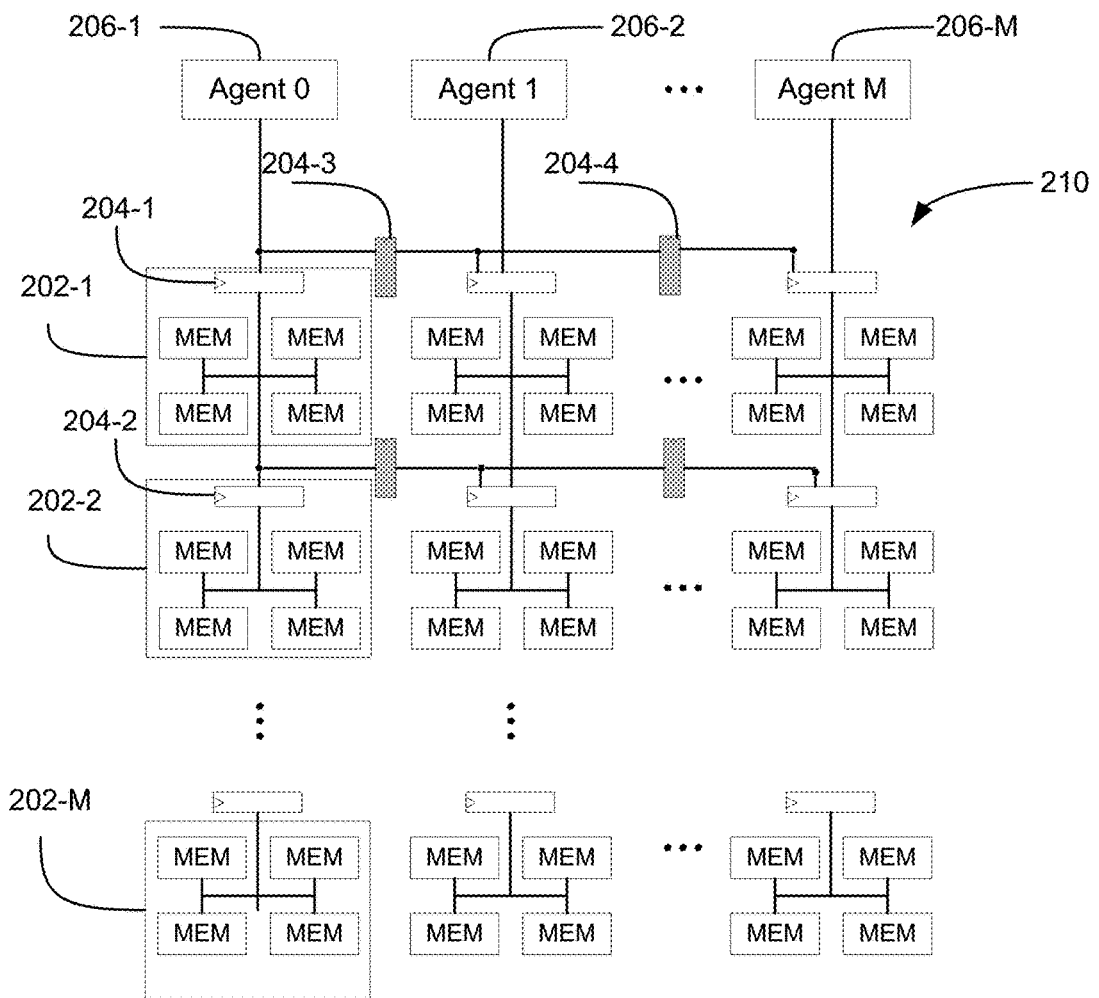 206-1 206-2 206-M
Agent 0 Agent 1 ••• Agent M
204-3 204-4
210
204-1
202-1
MEM MEM MEM MEM MEM MEM
•••
MEM MEM MEM MEM MEM MEM
204-2
202-2
MEM MEM MEM MEM MEM MEM
•••
MEM MEM MEM MEM MEM MEM
202-M
MEM MEM MEM MEM ••• MEM MEM
MEM MEM MEM MEM MEM MEM